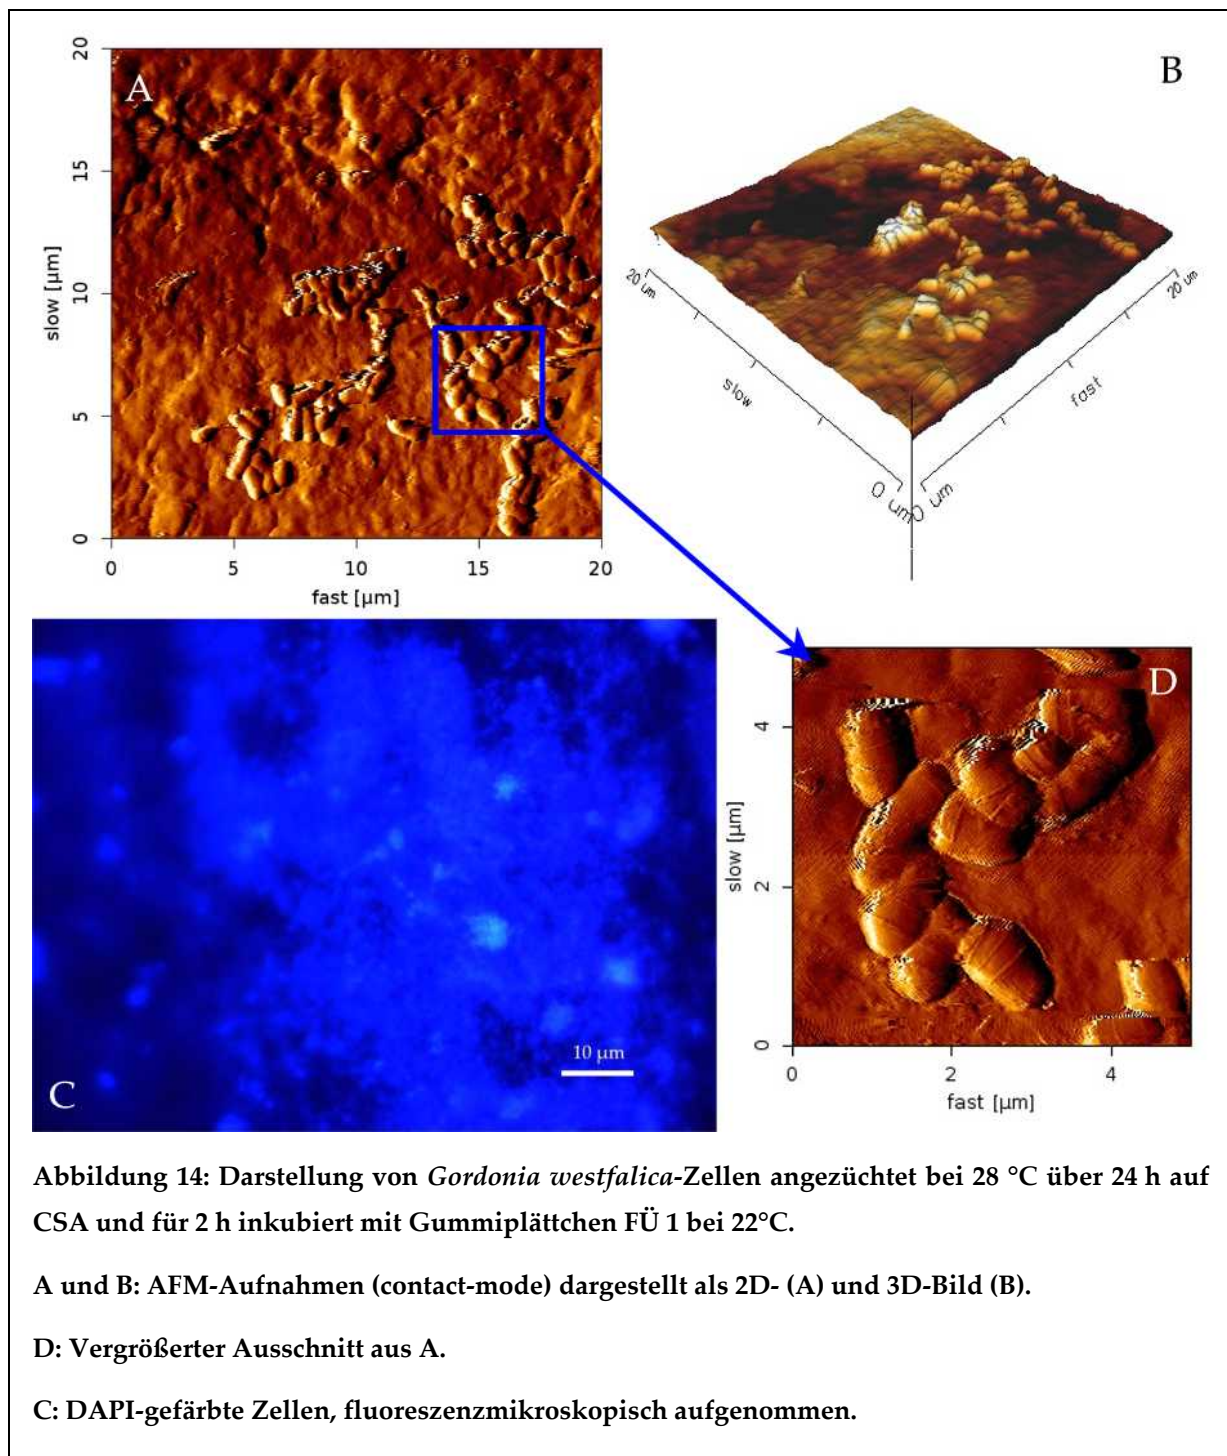 A
B
20
15
10
5
0
slow [µm]
0 5 10 15 20
fast [µm]
20 um
slow
0 um
0 um
fast
20 um
C
10 µm
D
4
2
0
slow [µm]
0 2 4
fast [µm]
Abbildung 14: Darstellung von Gordonia westfalica-Zellen angezüchtet bei 28 °C über 24 h auf
CSA und für 2 h inkubiert mit Gummiplättchen FÜ 1 bei 22°C.
A und B: AFM-Aufnahmen (contact-mode) dargestellt als 2D- (A) und 3D-Bild (B).
D: Vergrößerter Ausschnitt aus A.
C: DAPI-gefärbte Zellen, fluoreszenzmikroskopisch aufgenommen.